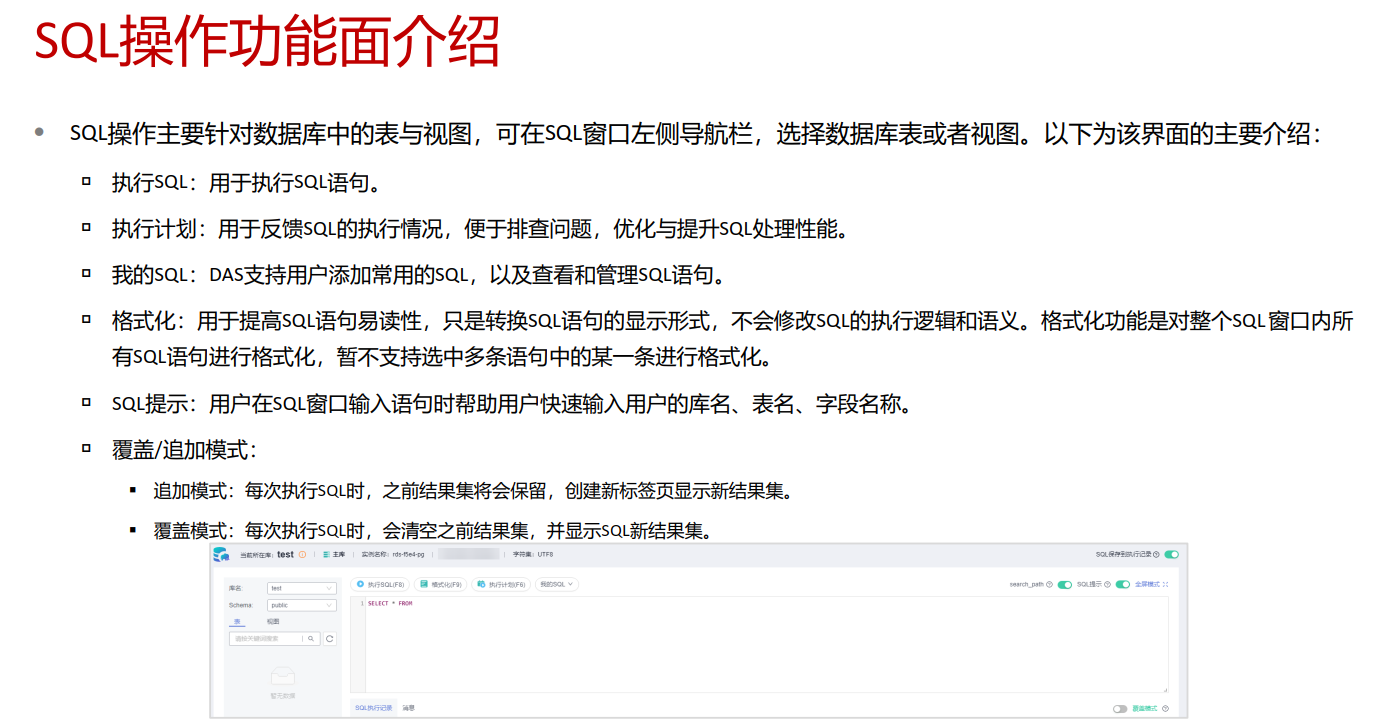 SQL操作功能面介绍
SQL操作主要针对数据库中的表与视图，可在SQL窗口左侧导航栏，选择数据库表或者视图。以下为该界面的主要介绍：
执行SQL：用于执行SQL语句。
执行计划：用于反馈SQL的执行情况，便于排查问题，优化与提升SQL处理性能。
我的SQL：DAS支持用户添加常用的SQL，以及查看和管理SQL语句。
格式化：用于提高SQL语句易读性，只是转换SQL语句的显示形式，不会修改SQL的执行逻辑和语义。格式化功能是对整个SQL窗口内所
有SQL语句进行格式化，暂不支持选中多条语句中的某一条进行格式化。
SQL提示：用户在SQL窗口输入语句时帮助用户快速输入用户的库名、表名、字段名称。
覆盖/追加模式：
追加模式：每次执行SQL时，之前结果集将会保留，创建新标签页显示新结果集。
覆盖模式：每次执行SQL时，会清空之前结果集，并显示SQL新结果集。
当前所在库：test | 主库 | 实例名称：rds-f5e4-pg | | 字符集：UTF8 SQL保存到执行记录
库名: test 执行SQL(F8) 格式化(F9) 执行计划(F6) 我的SQL search_path SQL提示 全屏模式
Schema: public
1 SELECT * FROM
表 视图
请按关键词搜索
暂无数据
SQL执行记录 消息 覆盖模式